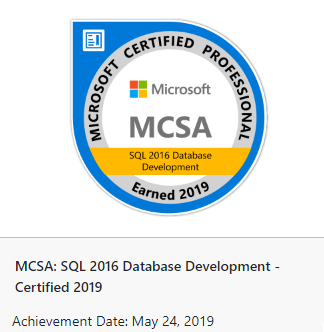 MICROSOFT CERTIFIED PROFESSIONAL
Microsoft
MCSA
SQL 2016 Database
Development
Earned 2019
MCSA: SQL 2016 Database Development -
Certified 2019
Achievement Date: May 24, 2019